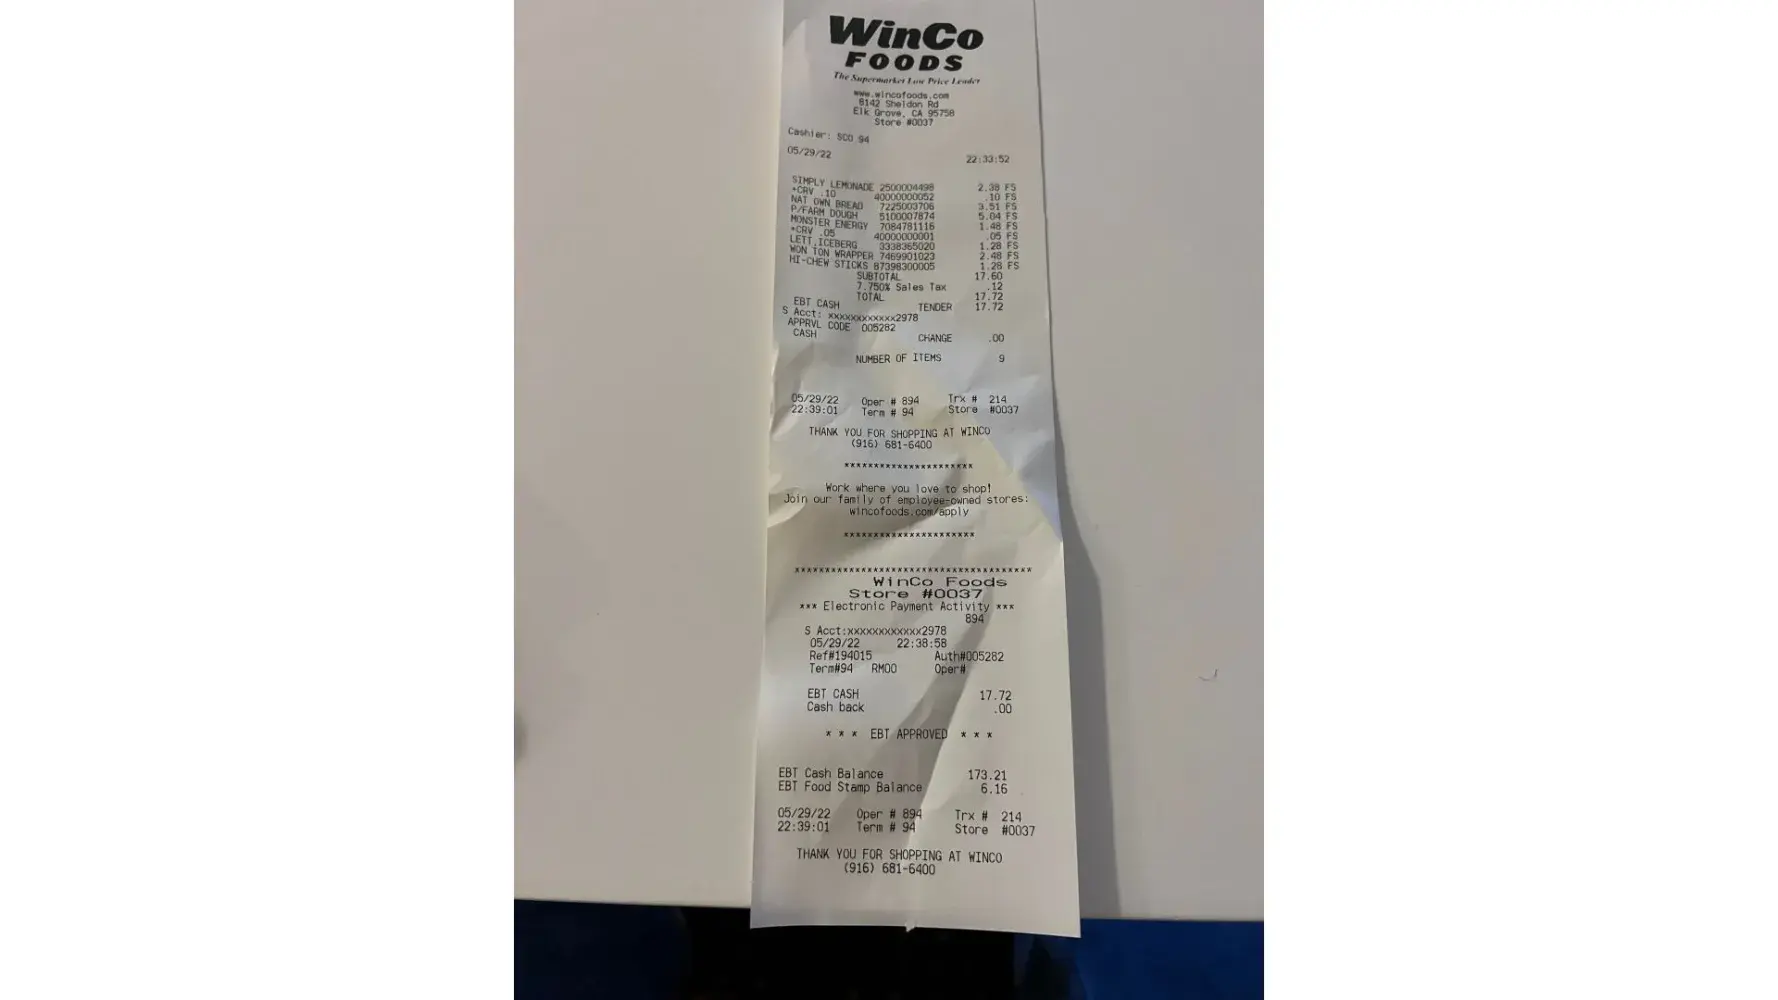 WinCo
FOODS
The Supermarket Low Price Leader
www.wincofoods.com
8142 Sheldon Rd
Elk Grove, CA 95758
Store #0037
Cashier: SCO 94
05/29/22 22:33:52
SIMPLY LEMONADE 2500004498 2.38 FS
+CRV .10 40000000052 .10 FS
NAT OWN BREAD 7225003706 3.51 FS
P/FARM DOUGH 5100007874 5.04 FS
MONSTER ENERGY 7084781116 1.48 FS
+CRV .05 40000000001 .05 FS
LETT,ICEBERG 3338365020 1.28 FS
WON TON WRAPPER 7469901023 2.48 FS
HI-CHEW STICKS 87398300005 1.28 FS
SUBTOTAL 17.60
7.750% Sales Tax .12
TOTAL 17.72
EBT CASH TENDER 17.72
S Acct: xxxxxxxxxxxx2978
APPRVL CODE 005282
CASH CHANGE .00
NUMBER OF ITEMS 9
05/29/22 Oper # 894 Trx # 214
22:39:01 Term # 94 Store #0037
THANK YOU FOR SHOPPING AT WINCO
(916) 681-6400
**********************
Work where you love to shop!
Join our family of employee-owned stores:
wincofoods.com/apply
**********************
****************************************
WinCo Foods
Store #0037
*** Electronic Payment Activity ***
894
S Acct:xxxxxxxxxxxx2978
05/29/22 22:38:58
Ref#194015 Auth#005282
Term#94 RM00 Oper#
EBT CASH 17.72
Cash back .00
* * * EBT APPROVED * * *
EBT Cash Balance 173.21
EBT Food Stamp Balance 6.16
05/29/22 Oper # 894 Trx # 214
22:39:01 Term # 94 Store #0037
THANK YOU FOR SHOPPING AT WINCO
(916) 681-6400